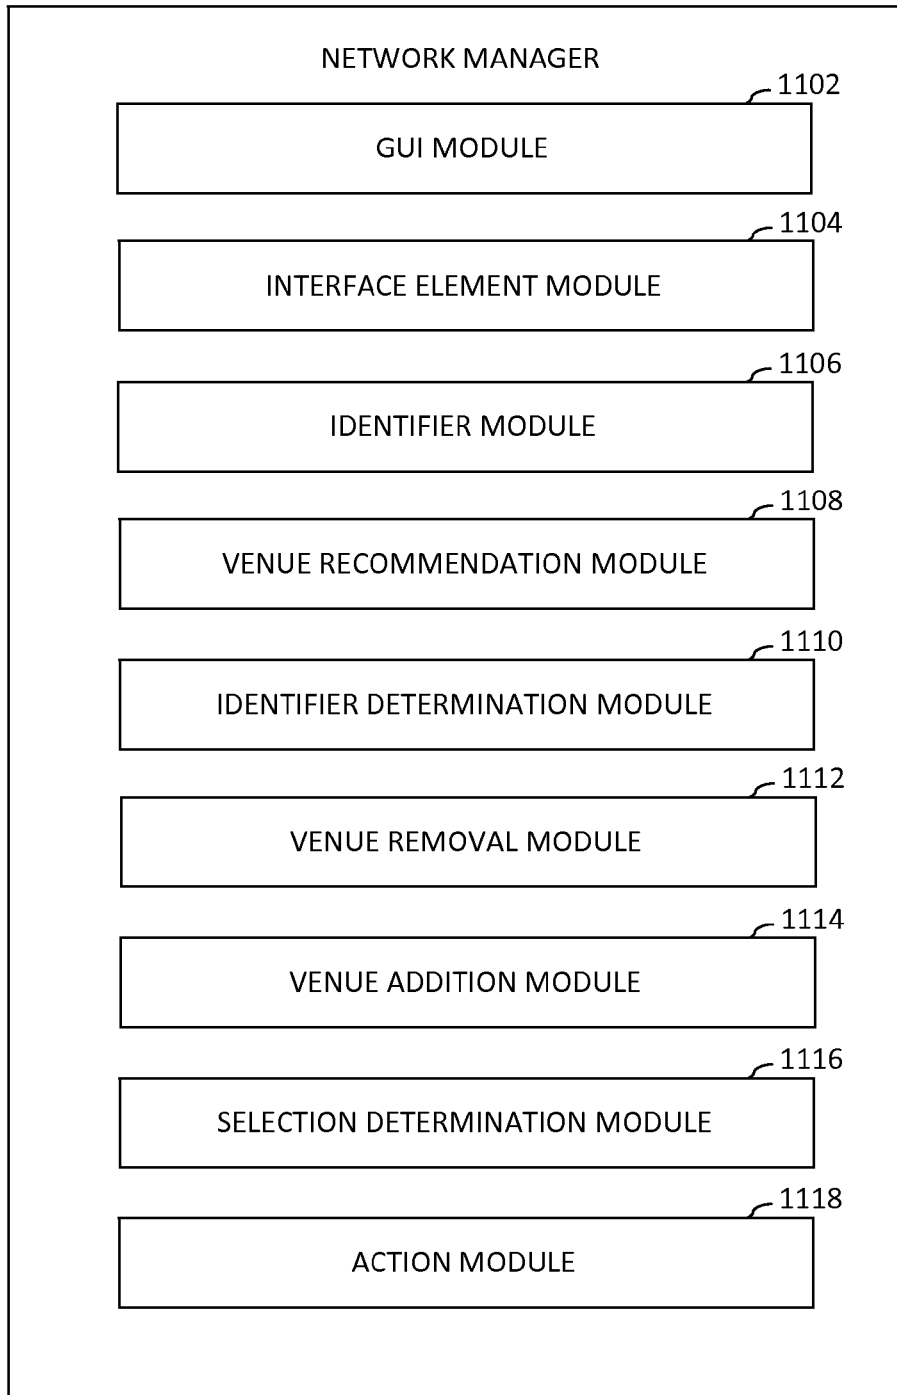 NETWORK MANAGER
1102
GUI MODULE
1104
INTERFACE ELEMENT MODULE
1106
IDENTIFIER MODULE
1108
VENUE RECOMMENDATION MODULE
1110
IDENTIFIER DETERMINATION MODULE
1112
VENUE REMOVAL MODULE
1114
VENUE ADDITION MODULE
1116
SELECTION DETERMINATION MODULE
1118
ACTION MODULE